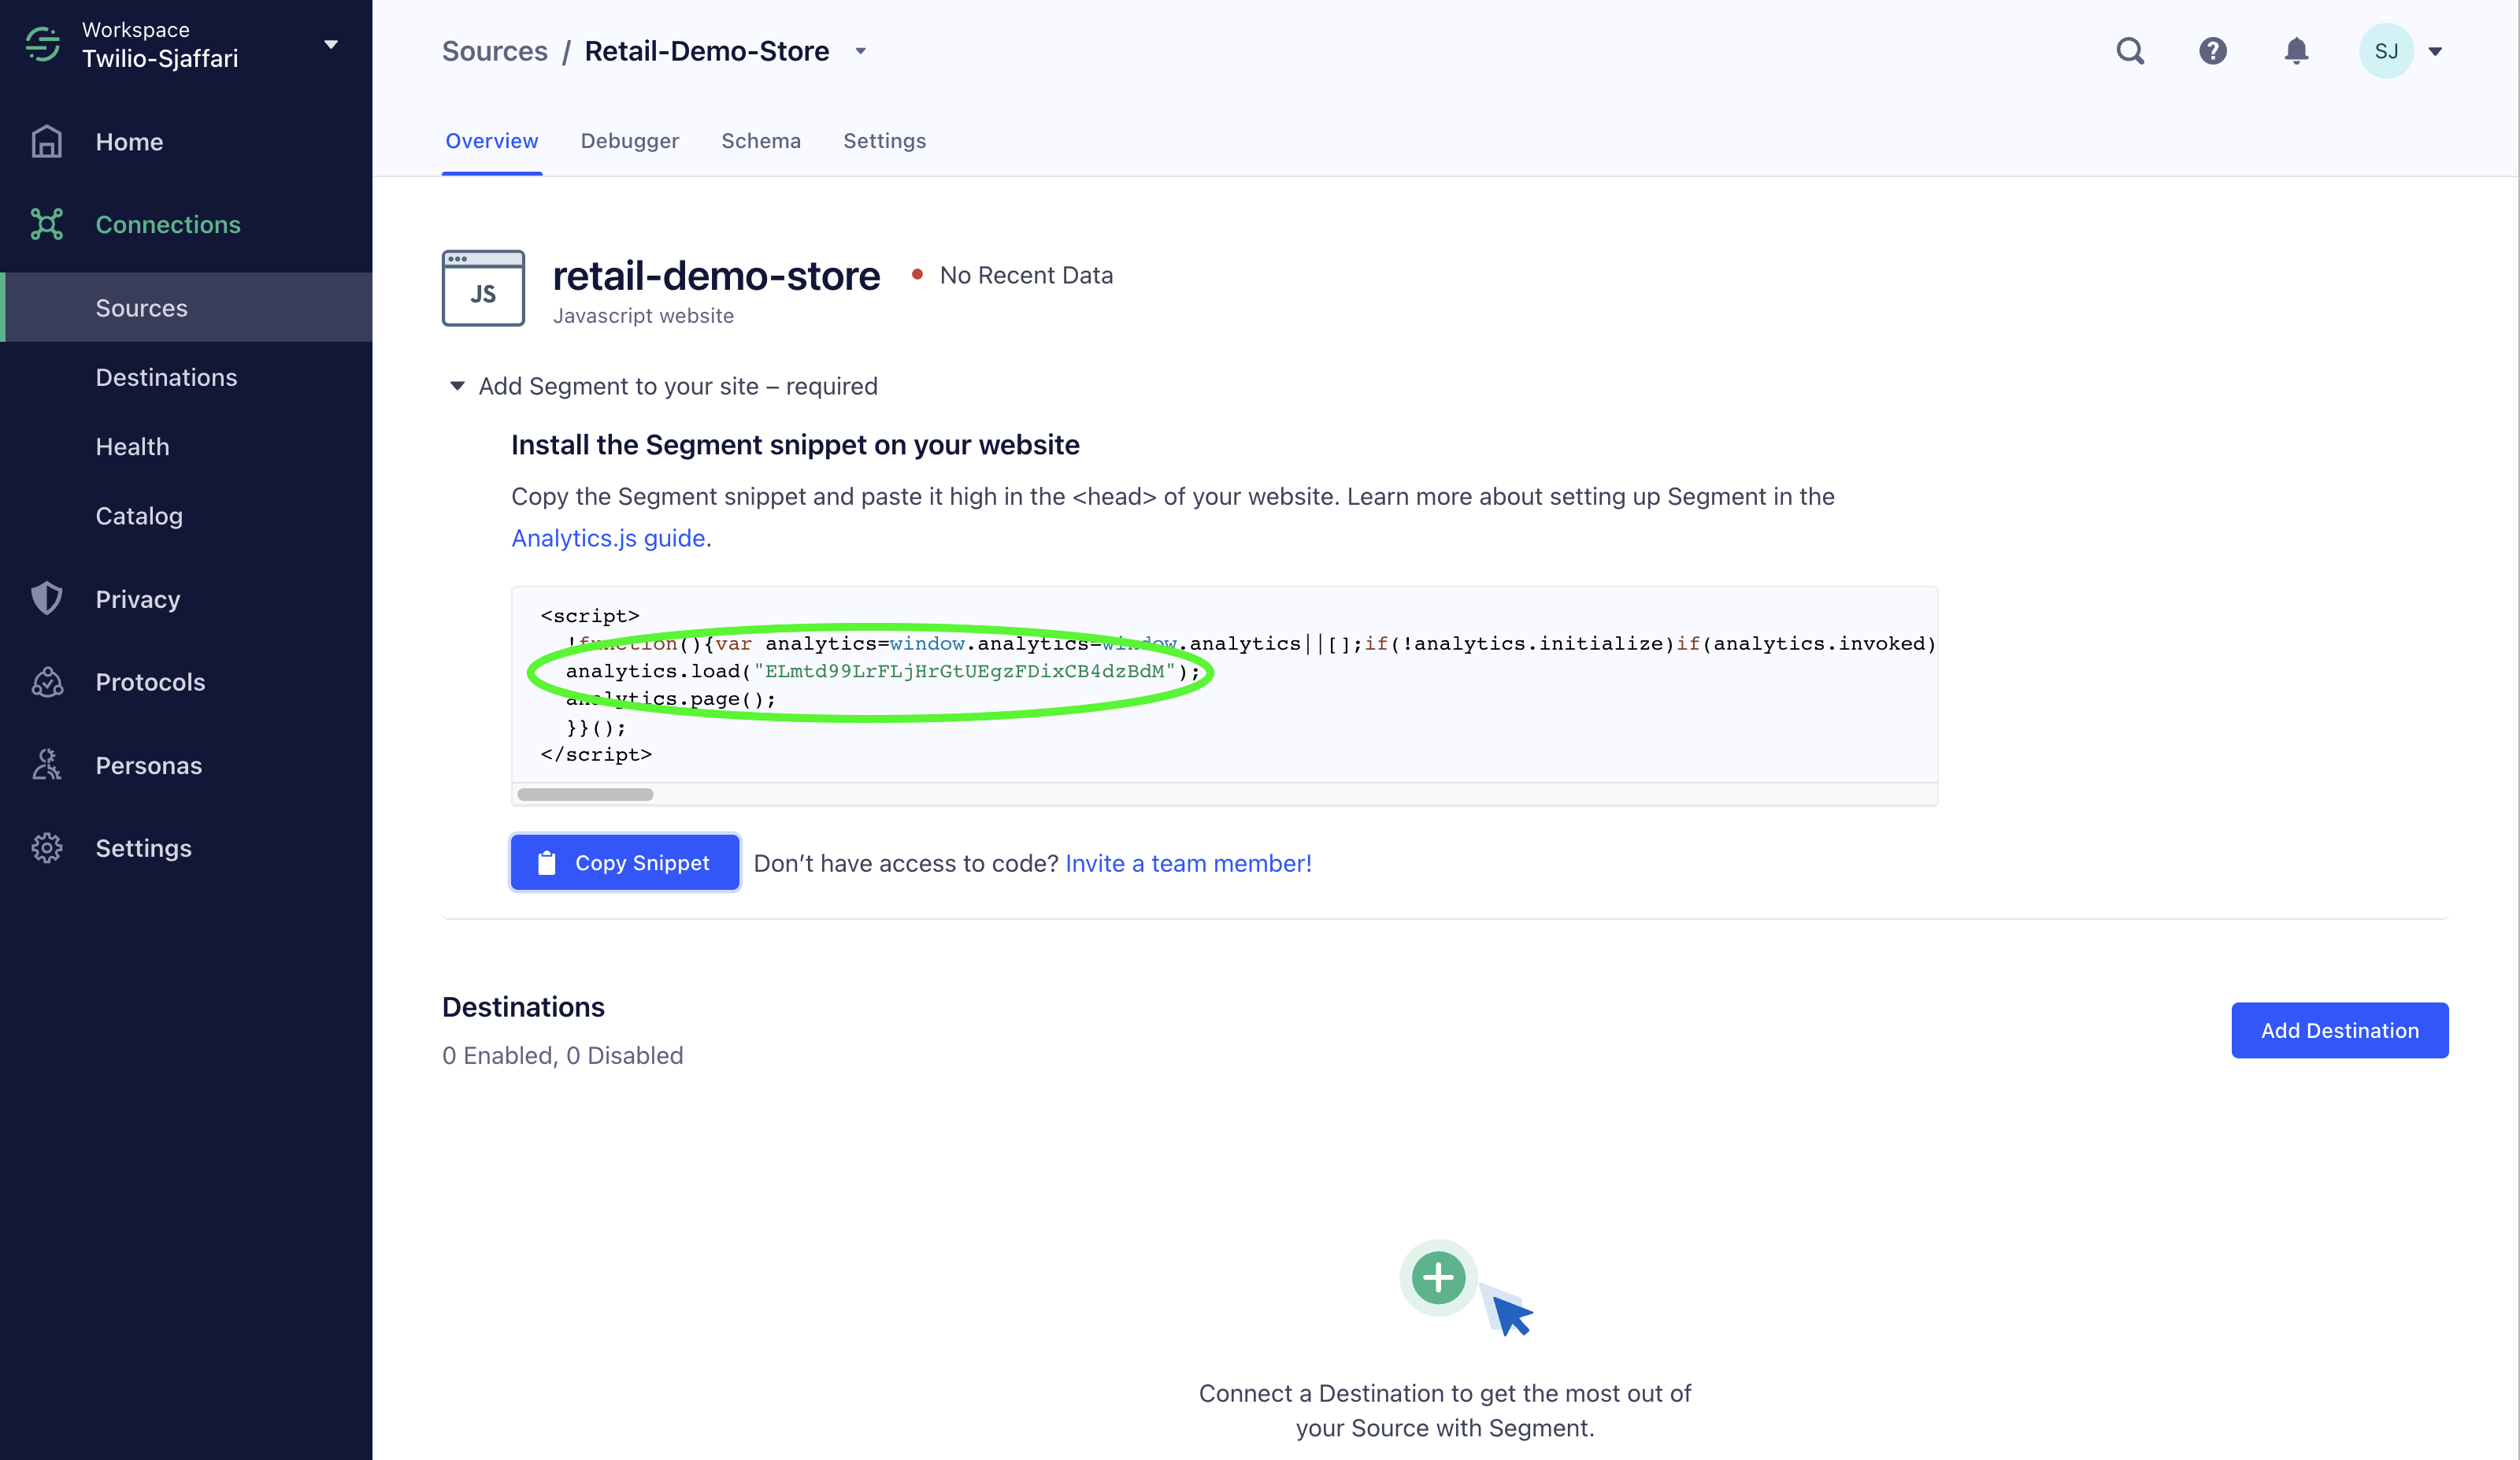 Workspace
Twilio-Sjaffari
Home
Connections
Sources
Destinations
Health
Catalog
Privacy
Protocols
Personas
Settings
Sources / Retail-Demo-Store
SJ
Overview Debugger Schema Settings
JS
retail-demo-store
No Recent Data
Javascript website
Add Segment to your site – required
Install the Segment snippet on your website
Copy the Segment snippet and paste it high in the <head> of your website. Learn more about setting up Segment in the
Analytics.js guide.
<script>
!function(){var analytics=window.analytics=window.analytics||[];if(!analytics.initialize)if(analytics.invoked)
analytics.load("ELmtd99LrFLjHrGtUEgzFDixCB4dzBdM");
analytics.page();
}}();
</script>
Copy Snippet
Don’t have access to code? Invite a team member!
Destinations
0 Enabled, 0 Disabled
Add Destination
Connect a Destination to get the most out of
your Source with Segment.